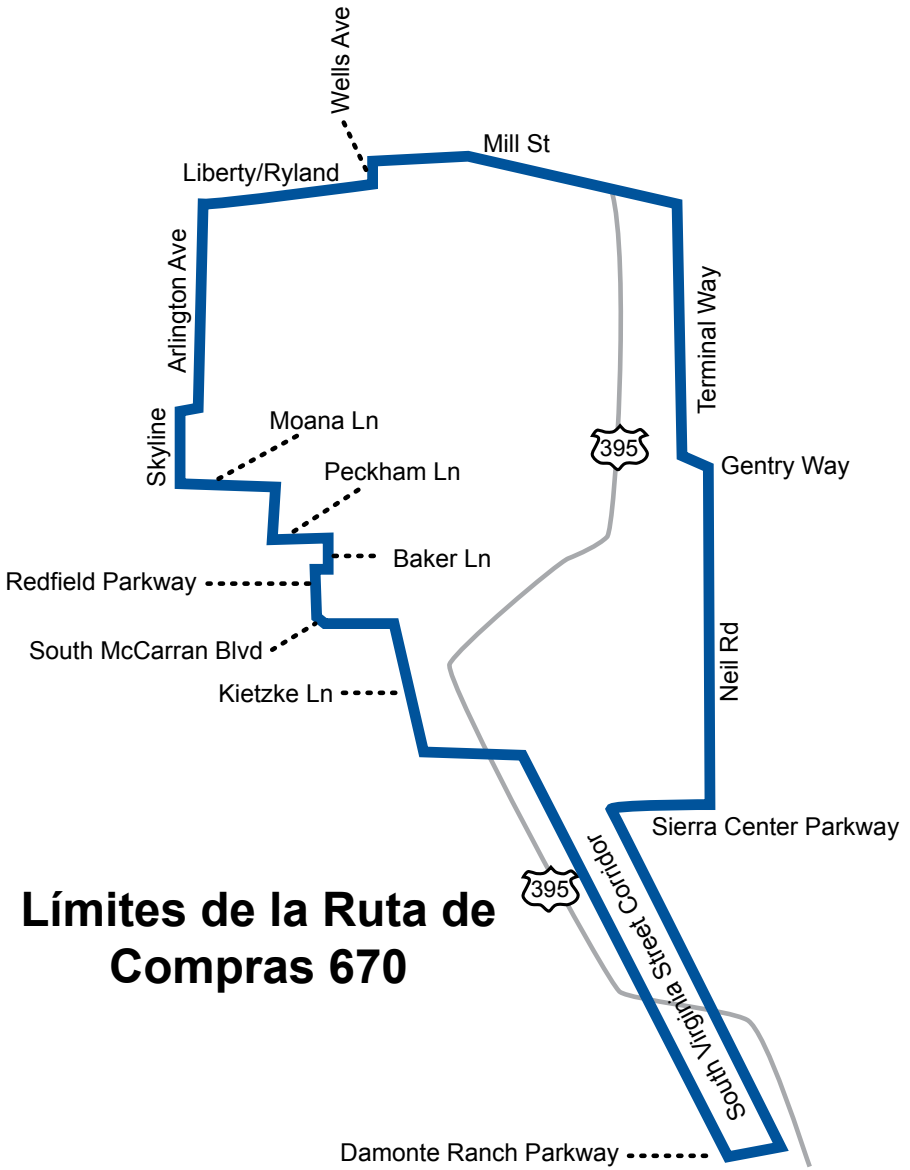 Wells Ave
Mill St
Liberty/Ryland
Arlington Ave
Terminal Way
Skyline
Moana Ln
395
Gentry Way
Peckham Ln
Baker Ln
Redfield Parkway
South McCarran Blvd
Neil Rd
Kietzke Ln
Sierra Center Parkway
395
South Virginia Street Corridor
Límites de la Ruta de
Compras 670
Damonte Ranch Parkway